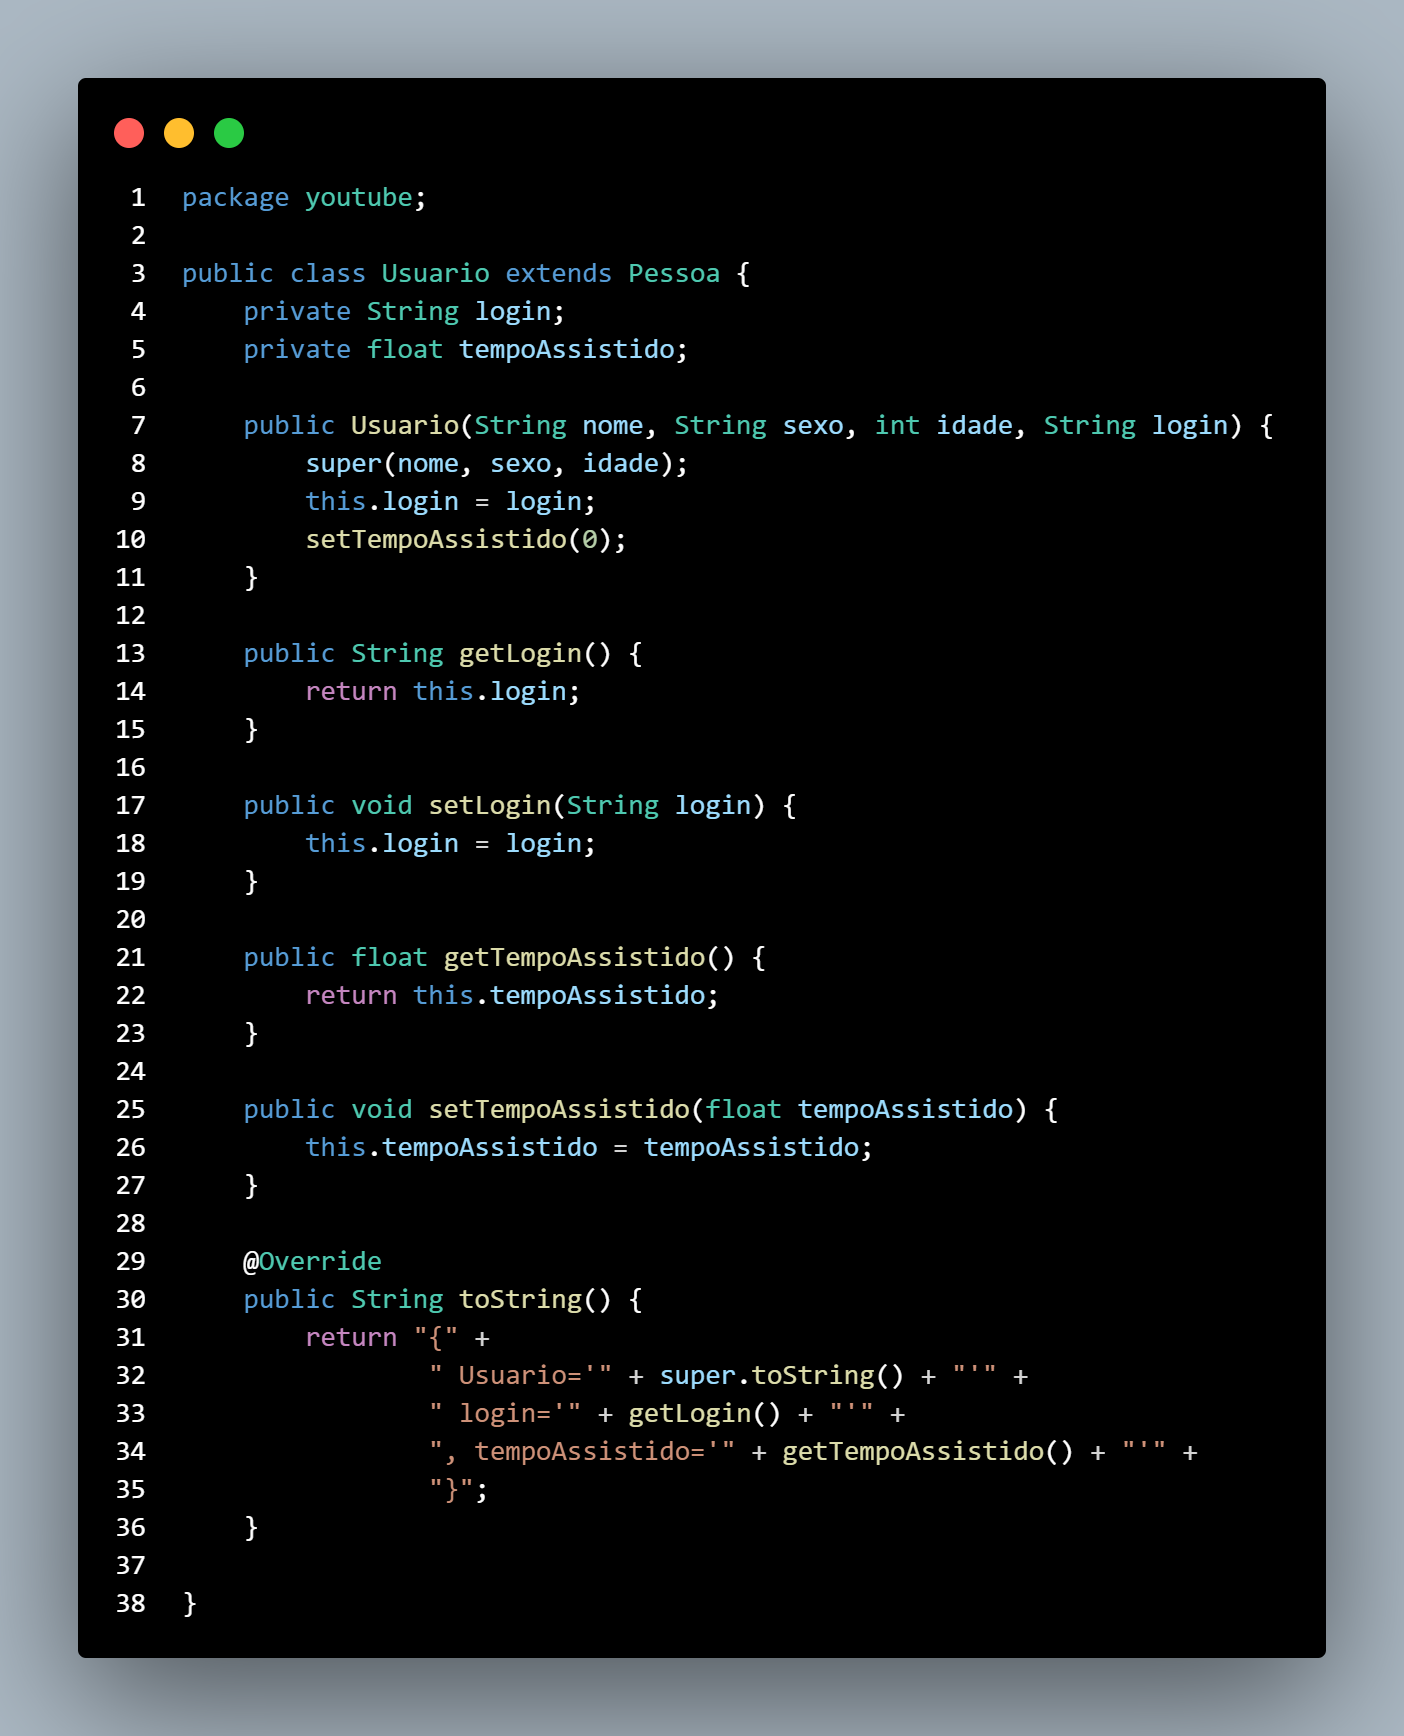 1 package youtube;
2
3 public class Usuario extends Pessoa {
4     private String login;
5     private float tempoAssistido;
6
7     public Usuario(String nome, String sexo, int idade, String login) {
8         super(nome, sexo, idade);
9         this.login = login;
10         setTempoAssistido(0);
11     }
12
13     public String getLogin() {
14         return this.login;
15     }
16
17     public void setLogin(String login) {
18         this.login = login;
19     }
20
21     public float getTempoAssistido() {
22         return this.tempoAssistido;
23     }
24
25     public void setTempoAssistido(float tempoAssistido) {
26         this.tempoAssistido = tempoAssistido;
27     }
28
29     @Override
30     public String toString() {
31         return "{" +
32                 " Usuario='" + super.toString() + "'" +
33                 " login='" + getLogin() + "'" +
34                 ", tempoAssistido='" + getTempoAssistido() + "'" +
35                 "}";
36     }
37
38 }